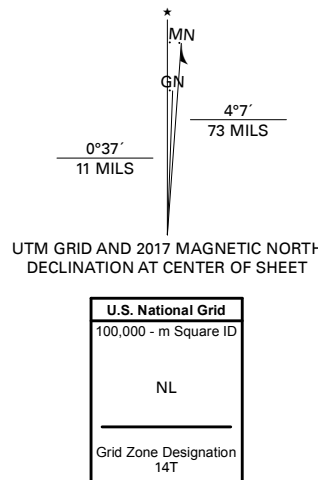 ★
MN
GN
4°7´
73 MILS
0°37´
11 MILS
UTM GRID AND 2017 MAGNETIC NORTH
DECLINATION AT CENTER OF SHEET
U.S. National Grid
100,000 - m Square ID
NL
Grid Zone Designation
14T